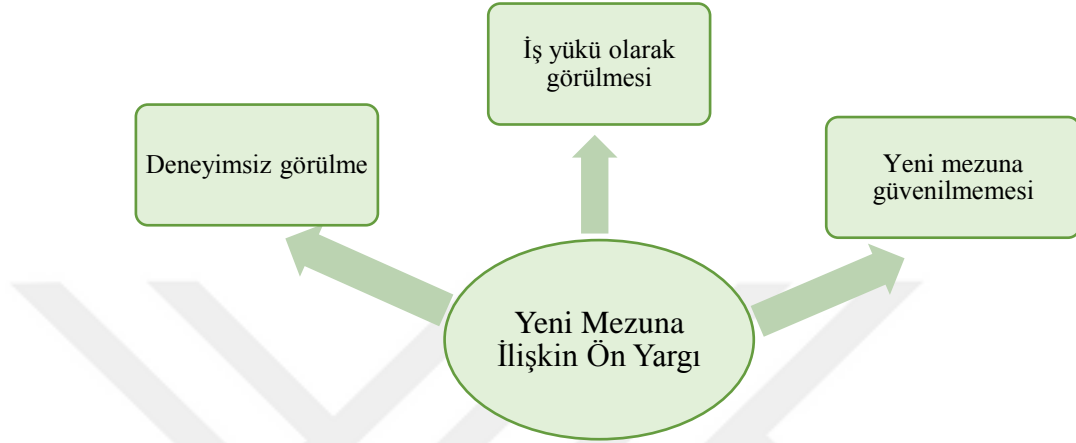 İş yükü olarak
görülmesi
Deneyimsiz görülme
Yeni mezuna
güvenilmemesi
Yeni Mezuna
İlişkin Ön Yargı